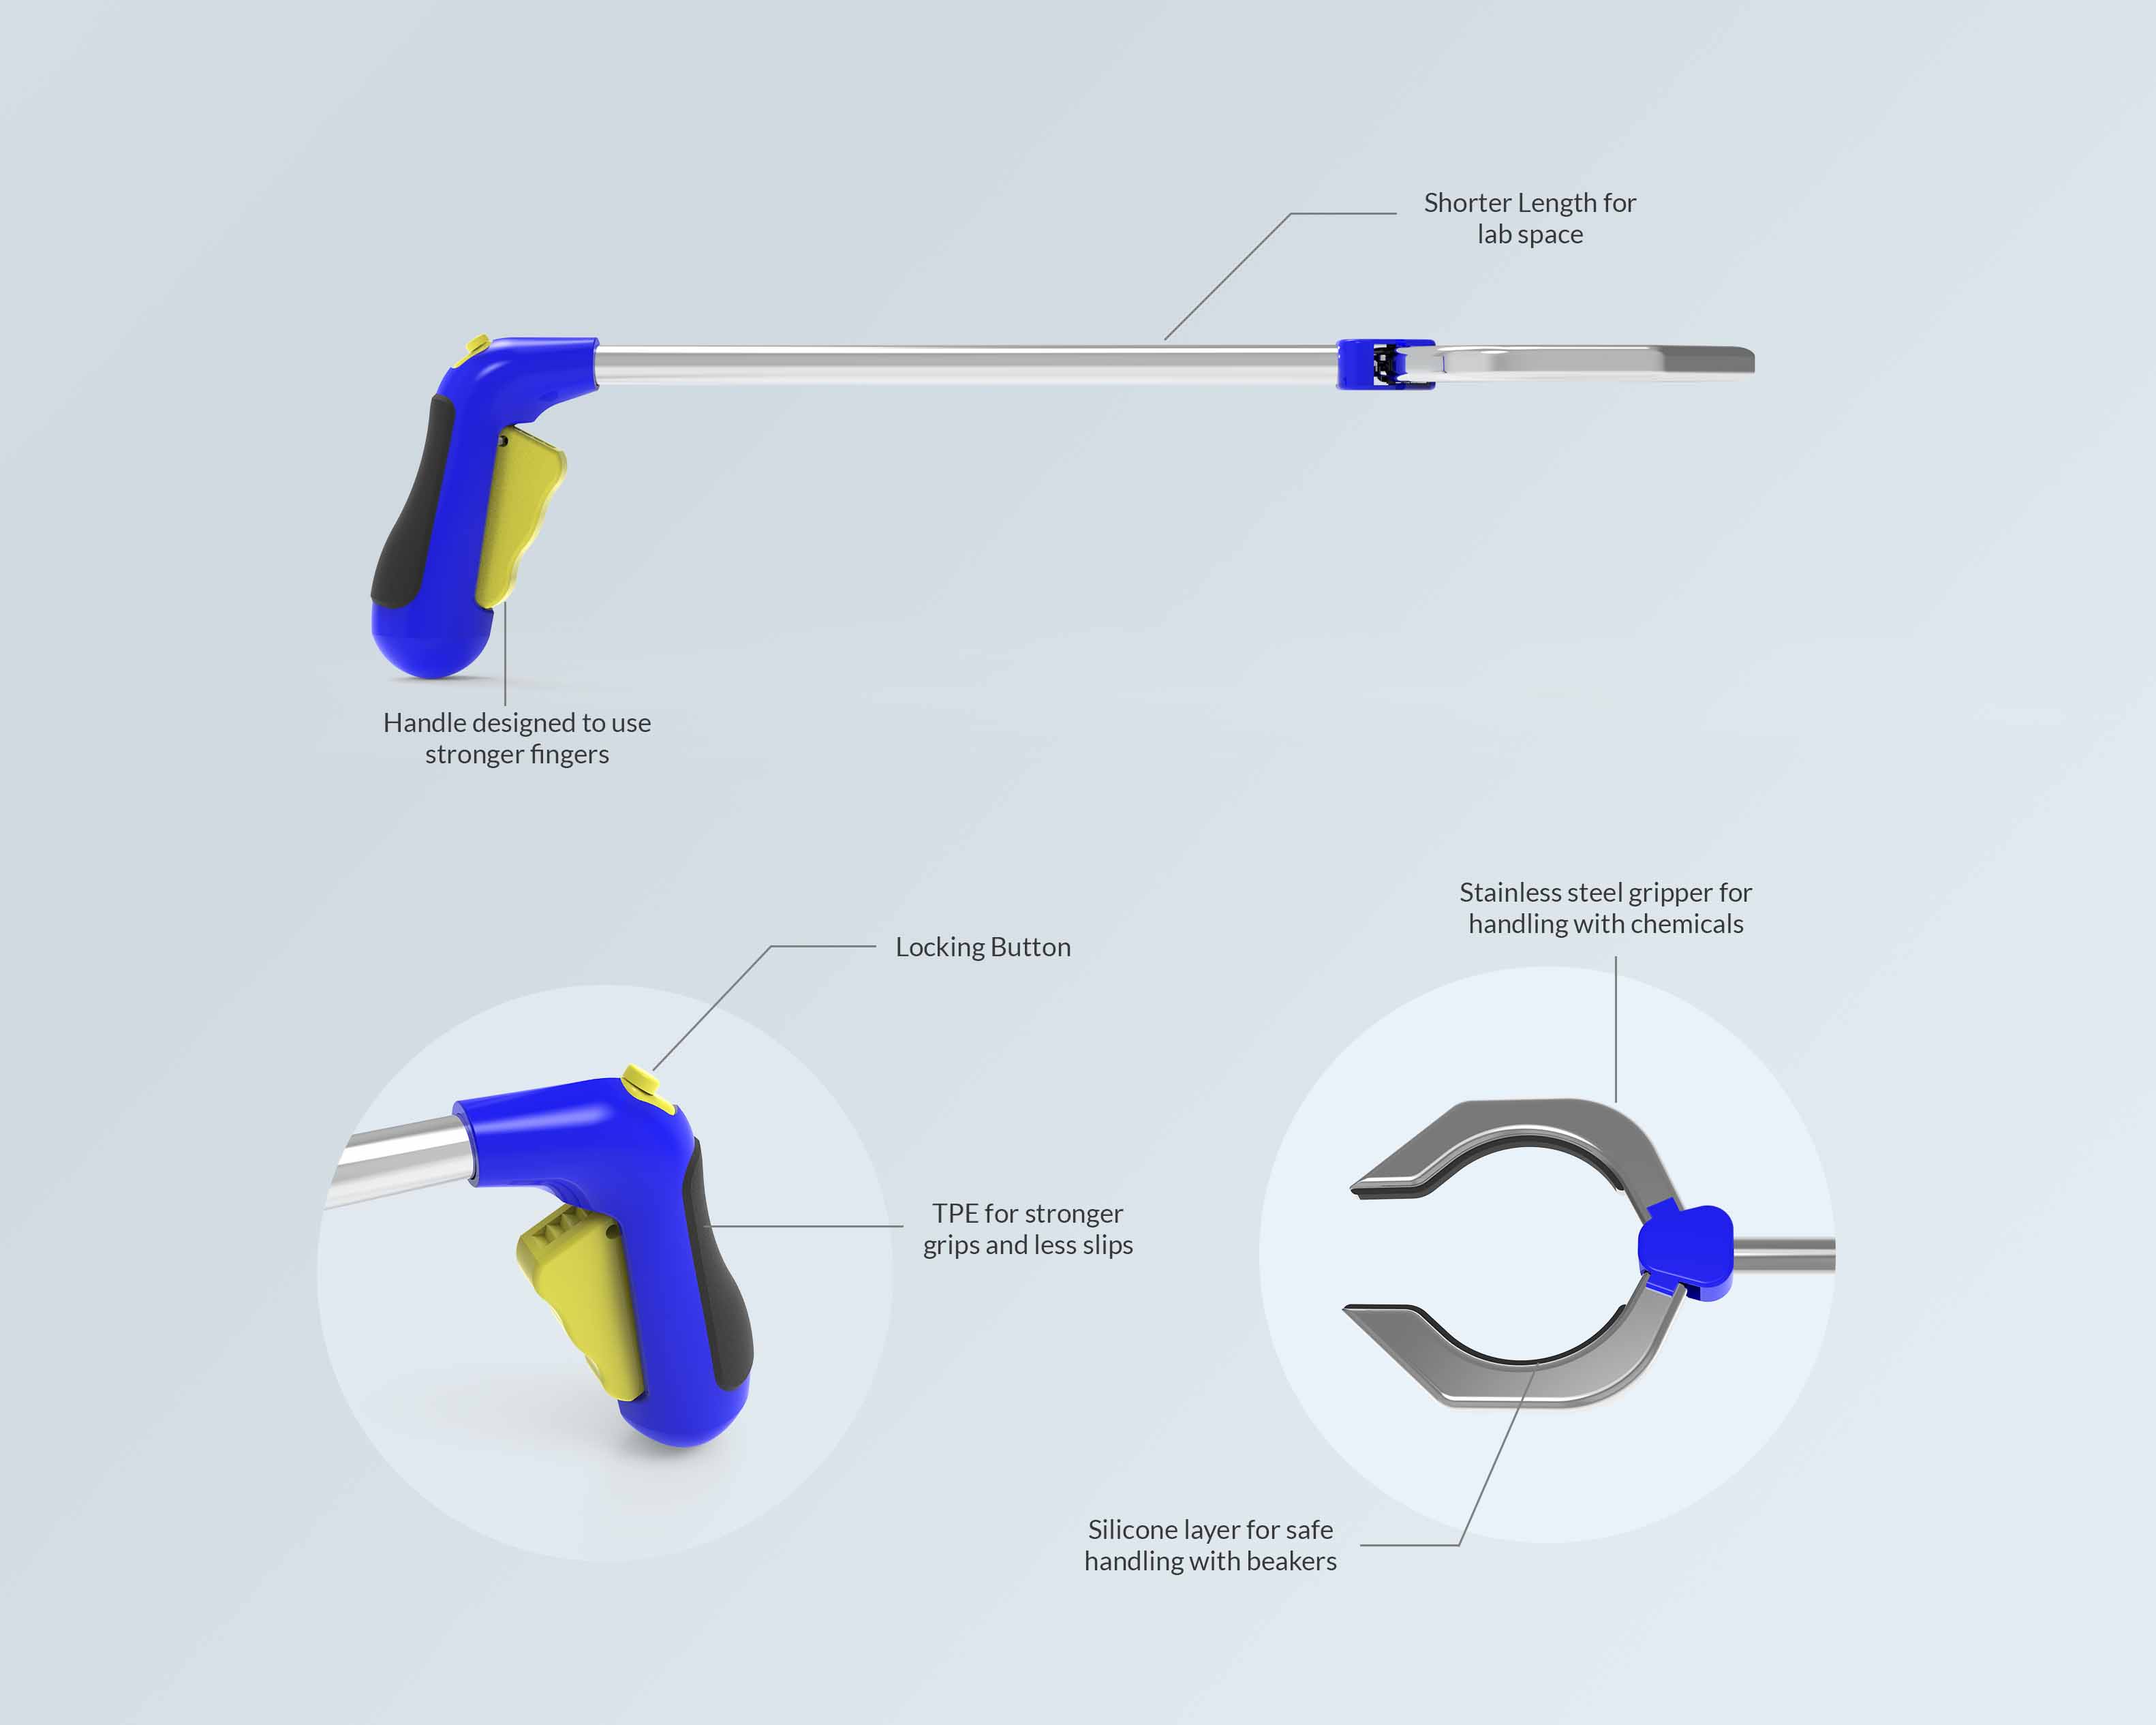 Shorter Length for
lab space
Handle designed to use
stronger fingers
Locking Button
TPE for stronger
grips and less slips
Stainless steel gripper for
handling with chemicals
Silicone layer for safe
handling with beakers